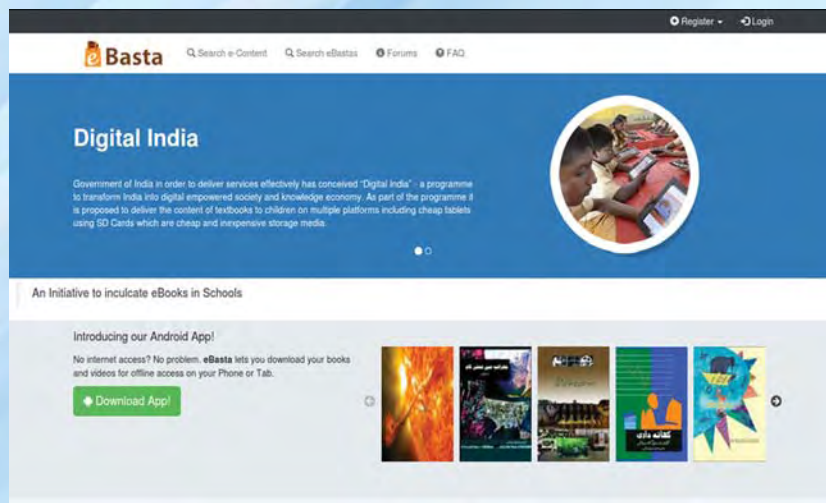 Register
Login
e Basta
Search e-Content
Search eBastas
Forums
FAQ
Digital India
Government of India in order to deliver services effectively has conceived "Digital India" - a programme
to transform India into digital empowered society and knowledge economy. As part of the programme it
is proposed to deliver the content of textbooks to children on multiple platforms including cheap tablets
using SD Cards which are cheap and inexpensive storage media.
An Initiative to inculcate eBooks in Schools
Introducing our Android App!
No internet access? No problem. eBasta lets you download your books
and videos for offline access on your Phone or Tab.
Download App!